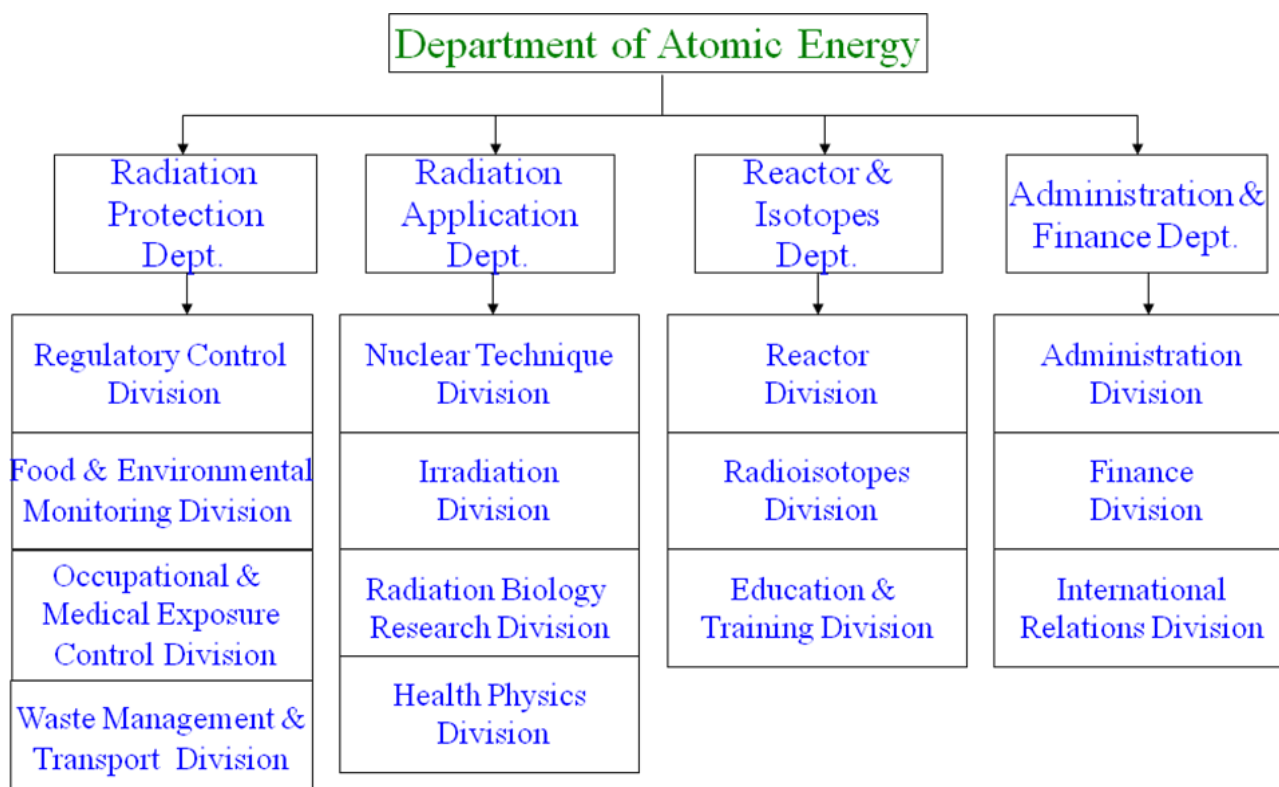 Department of Atomic Energy
Radiation
Protection
Dept.
Radiation
Application
Dept.
Reactor &
Isotopes
Dept.
Administration &
Finance Dept.
Regulatory Control
Division
Food & Environmental
Monitoring Division
Occupational &
Medical Exposure
Control Division
Waste Management &
Transport Division
Nuclear Technique
Division
Irradiation
Division
Radiation Biology
Research Division
Health Physics
Division
Reactor
Division
Radioisotopes
Division
Education &
Training Division
Administration
Division
Finance
Division
International
Relations Division